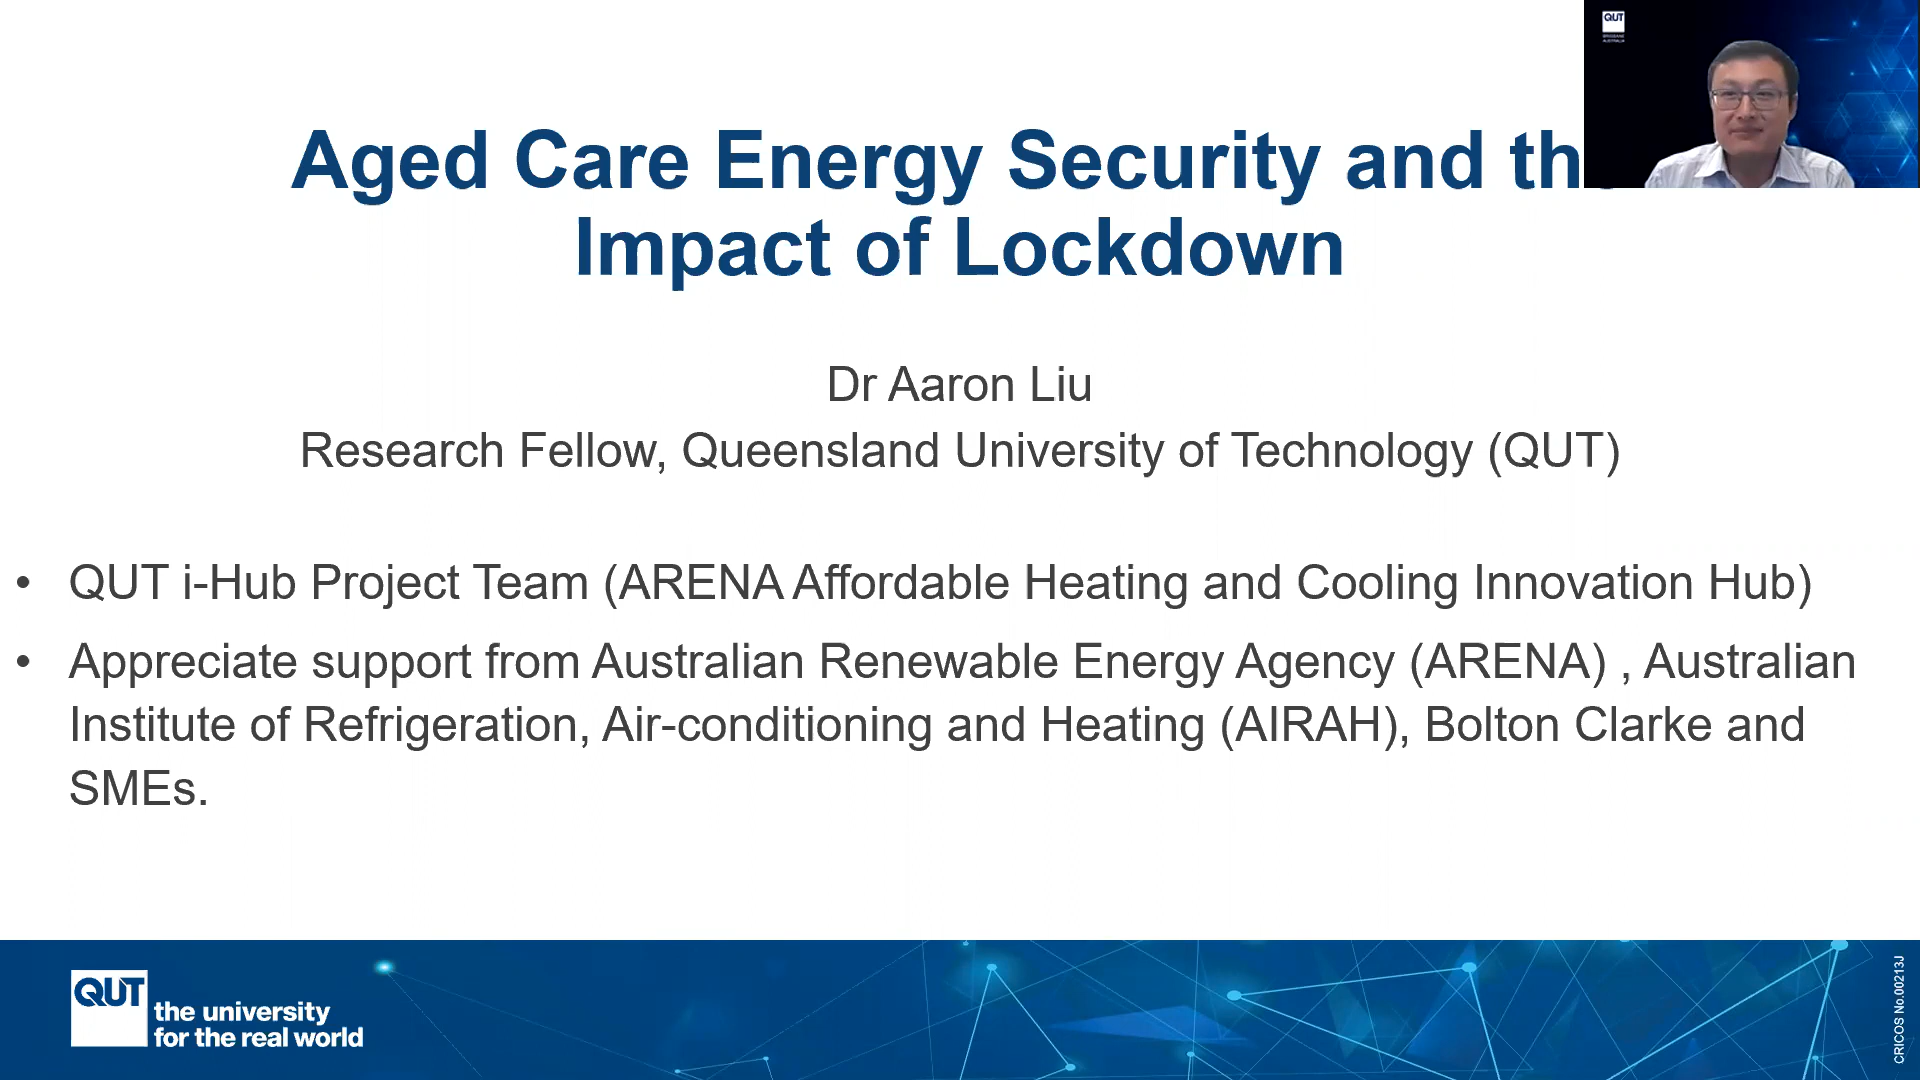 QUT
Aged Care Energy Security and th
Impact of Lockdown
Dr Aaron Liu
Research Fellow, Queensland University of Technology (QUT)
• QUT i-Hub Project Team (ARENA Affordable Heating and Cooling Innovation Hub)
• Appreciate support from Australian Renewable Energy Agency (ARENA) , Australian
Institute of Refrigeration, Air-conditioning and Heating (AIRAH), Bolton Clarke and
SMEs.
QUT
the university
for the real world
CRICOS No.00213J